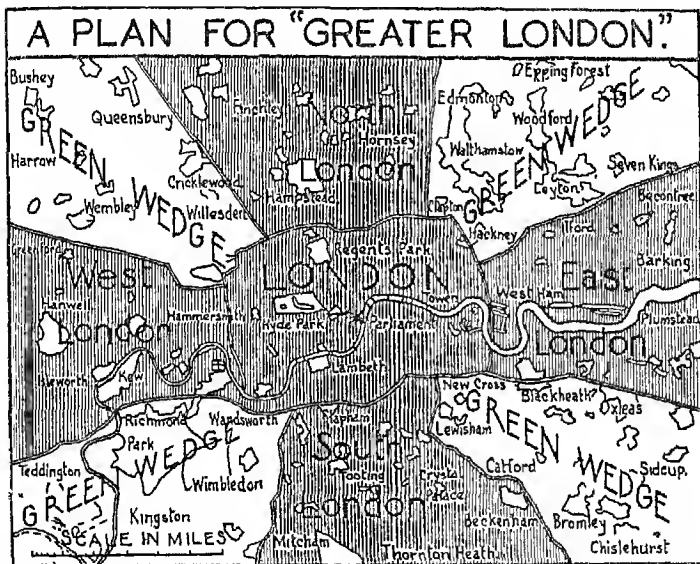 A PLAN FOR "GREATER LONDON".
Bushey
Queensbury
Finchley
North
London
Epping Forest
Edmonton
Woodford
GREEN WEDGE
Harrow
Hornsey
Walthamstow
GREEN WEDGE
Seven Kings
Cricklewood
Wembley
Willesden
Hampstead
Clapton
Leyton
Becontree
Hackney
Ilford
Greenford
West
London
Regents Park
LONDON
East
London
Barking
Hanwell
Hammersmith
Hyde Park
Parliament
Tower
West Ham
Plumstead
Isleworth
Kew
Lambeth
New Cross
Blackheath
Oxleas
Richmond
Park
Wandsworth
Clapham
Lewisham
GREEN WEDGE
South
London
GREEN WEDGE
Teddington
Wimbledon
Tooting
Crystal
Palace
Catford
Sidcup
Kingston
Beckenham
Bromley
SCALE IN MILES
Mitcham
Thornton Heath
Chislehurst